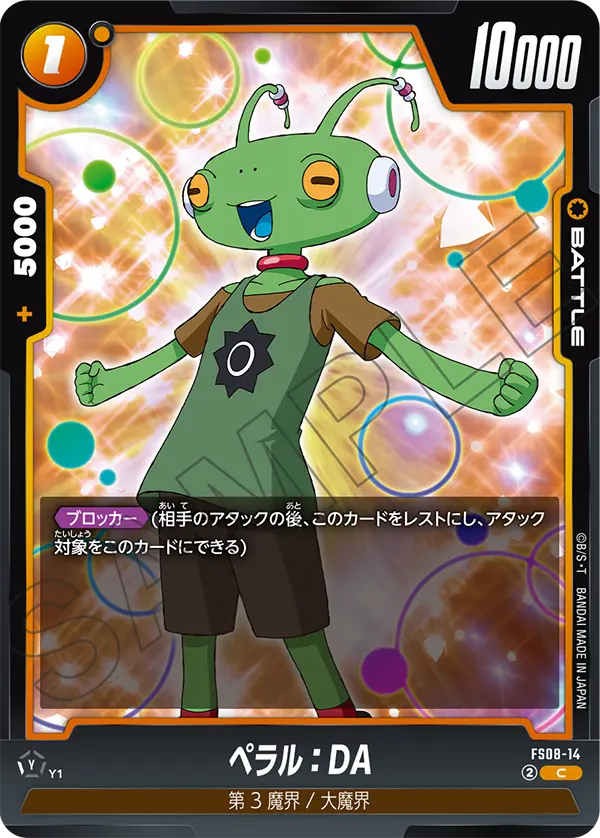 1
10000
+ 5000
BATTLE
SAMPLE
ブロッカー (相手のアタックの後、このカードをレストにし、アタック
対象をこのカードにできる)
©B/S・T BANDAI MADE IN JAPAN
ペラル:DA
FS08-14
Y Y1
② C
第3魔界 / 大魔界